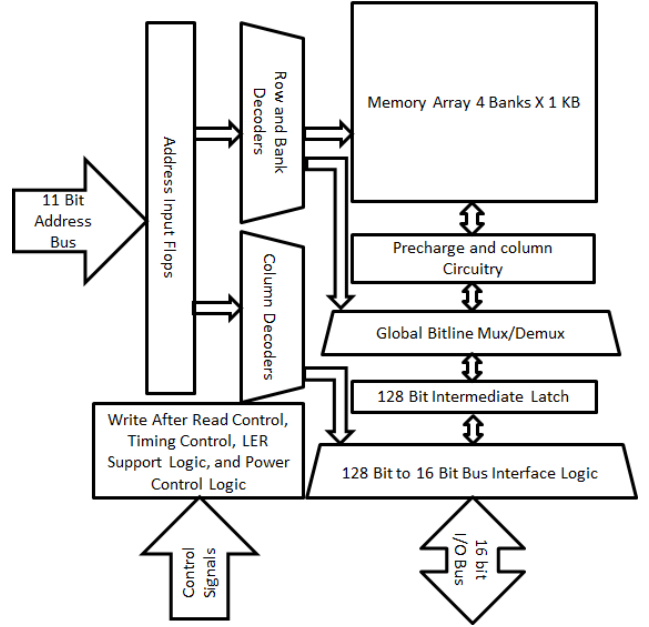 11 Bit
Address
Bus
Address Input Flops
Row and Bank
Decoders
Column Decoders
Memory Array 4 Banks X 1 KB
Precharge and column
Circuitry
Global Bitline Mux/Demux
128 Bit Intermediate Latch
128 Bit to 16 Bit Bus Interface Logic
Write After Read Control,
Timing Control, LER
Support Logic, and Power
Control Logic
Control
Signals
16 bit
I/O Bus